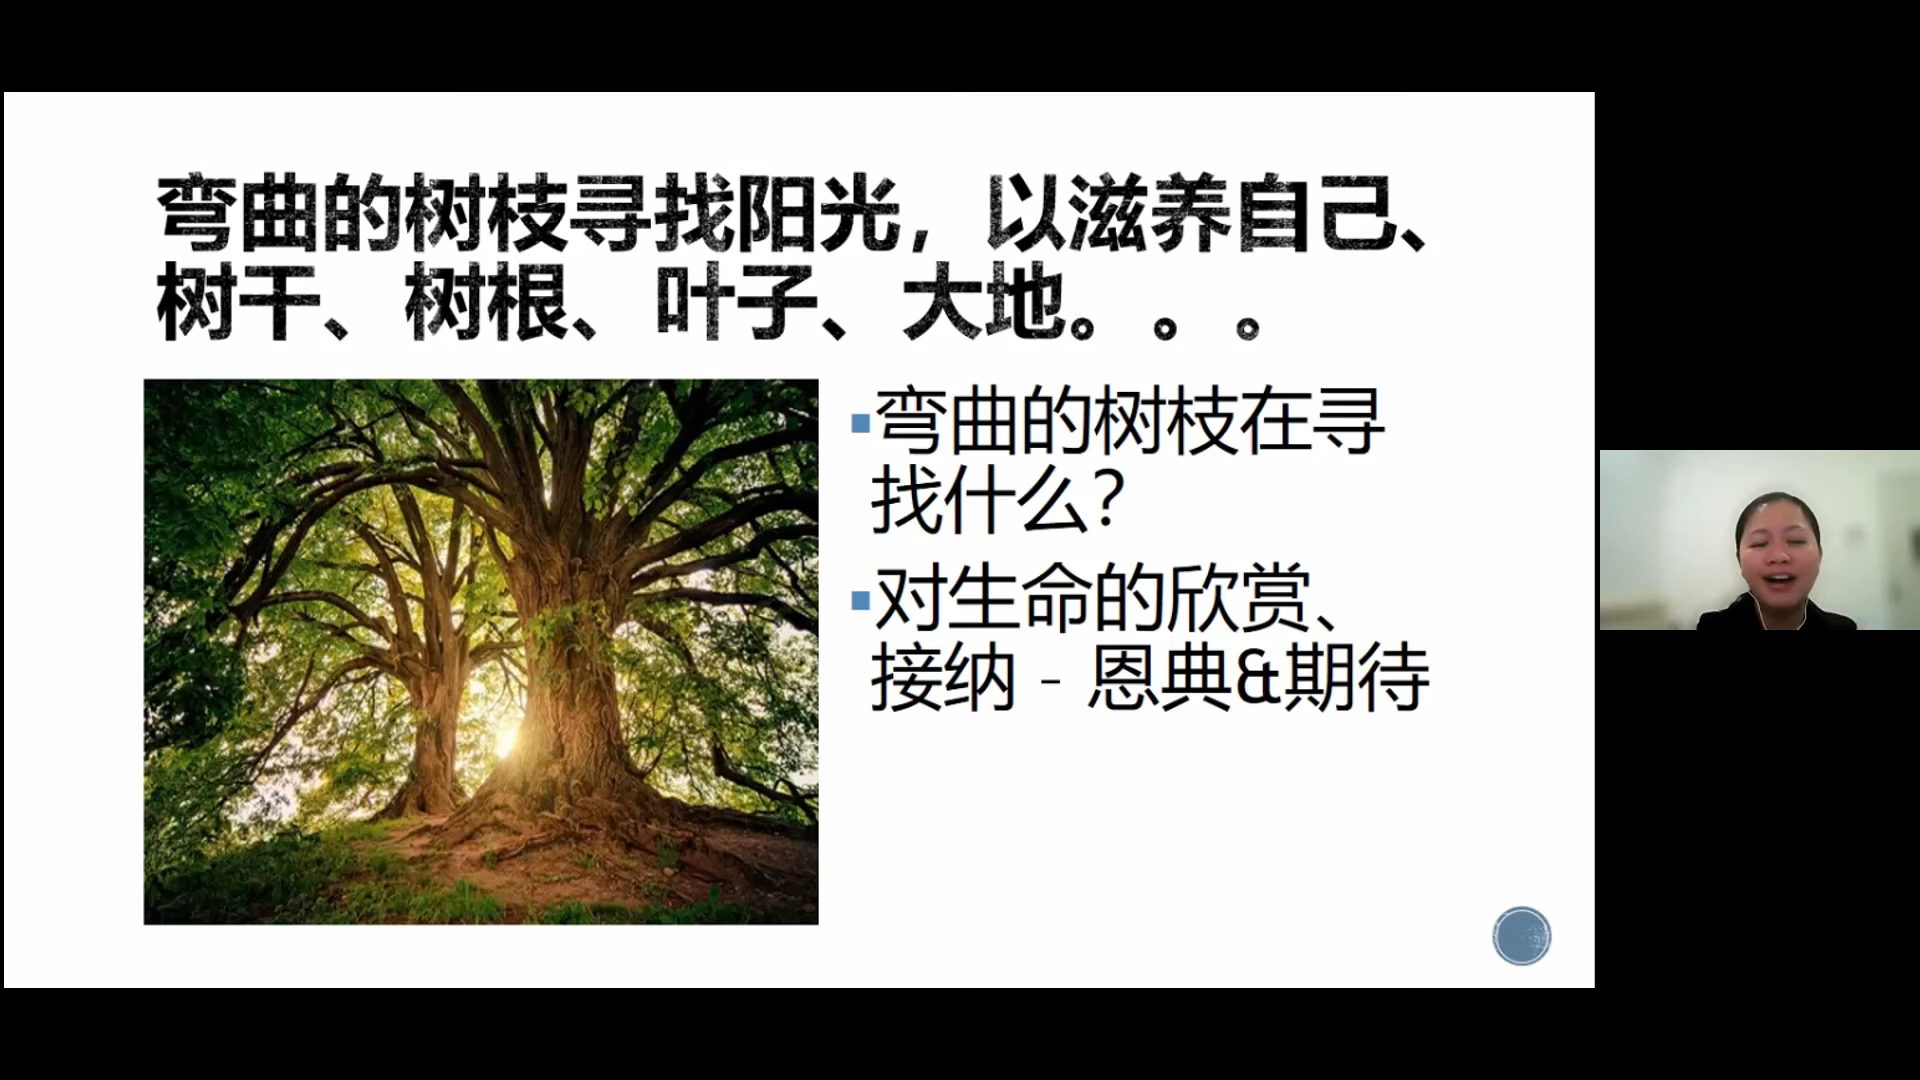 弯曲的树枝寻找阳光，以滋养自己、
树干、树根、叶子、大地。。。
弯曲的树枝在寻
找什么?
对生命的欣赏、
接纳 - 恩典&期待